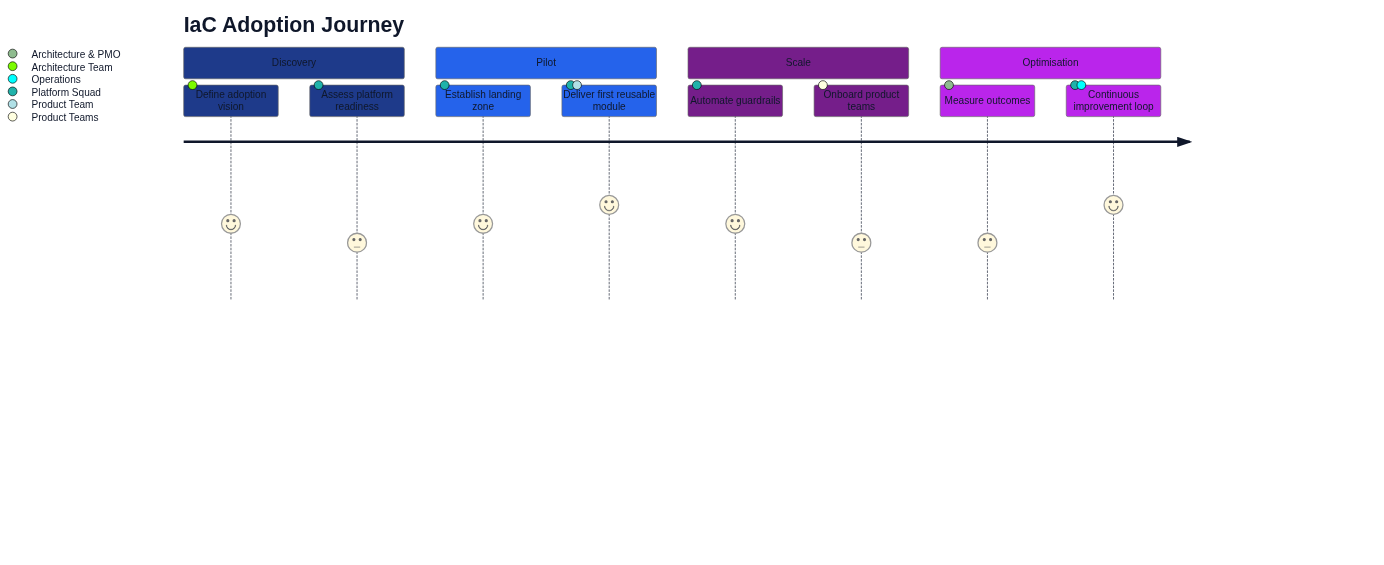 IaC Adoption Journey
Architecture & PMO
Architecture Team
Operations
Platform Squad
Product Team
Product Teams
Discovery
Pilot
Scale
Optimisation
Define adoption
vision
Assess platform
readiness
Establish landing
zone
Deliver first reusable
module
Automate guardrails
Onboard product
teams
Measure outcomes
Continuous
improvement loop